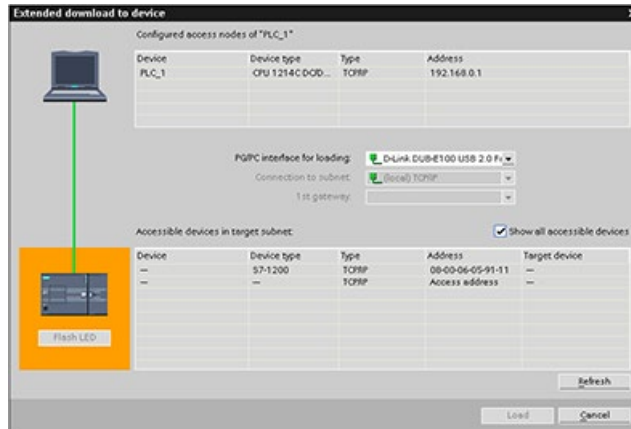 Extended download to device
Configured access nodes of "PLC_1"
Device Device type Type Address
PLC_1 CPU 1214C DC/D... TCP/IP 192.168.0.1
PG/PC interface for loading: D-Link DUB-E100 USB 2.0 Fa
Connection to subnet: (local) TCP/IP
1st gateway:
Accessible devices in target subnet: Show all accessible devices
Device Device type Type Address Target device
— S7-1200 TCP/IP 08-00-06-05-91-11 —
— — TCP/IP Access address —
Flash LED
Refresh
Load Cancel